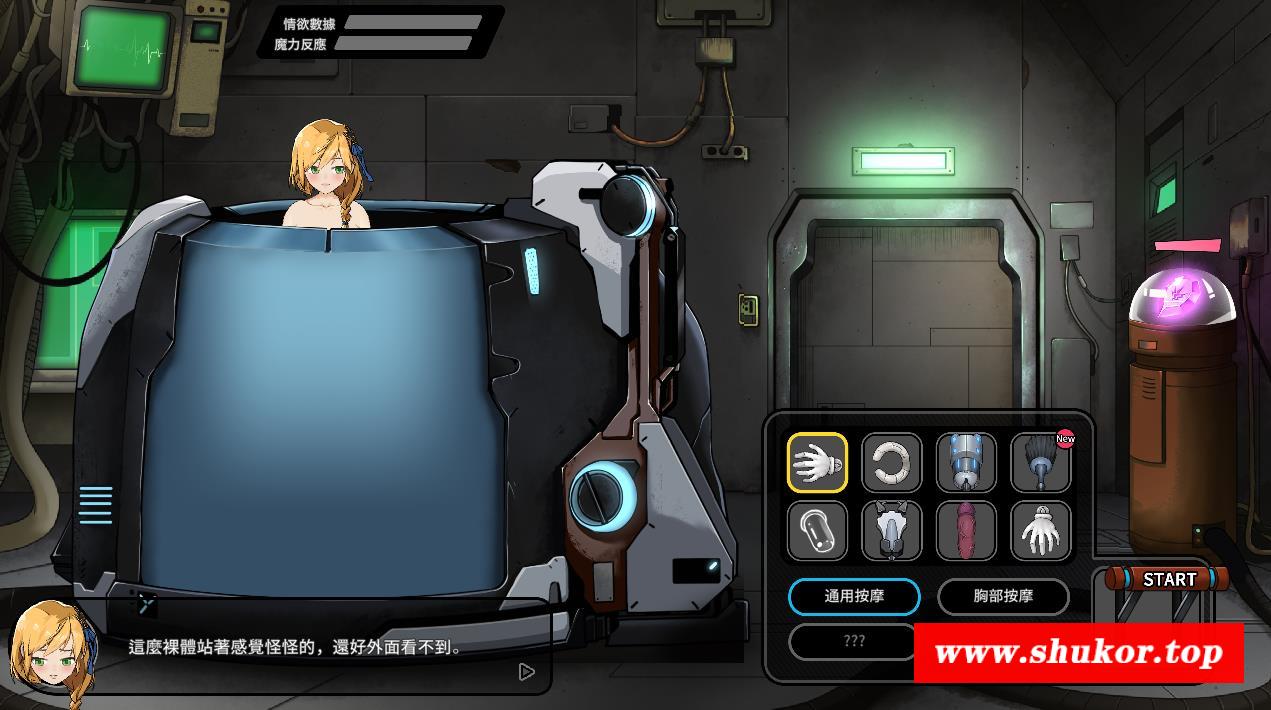 情欲數據
魔力反應
New
通用按摩
胸部按摩
???
START
這麼裸體站著感覺怪怪的，還好外面看不到。
www.shukor.top